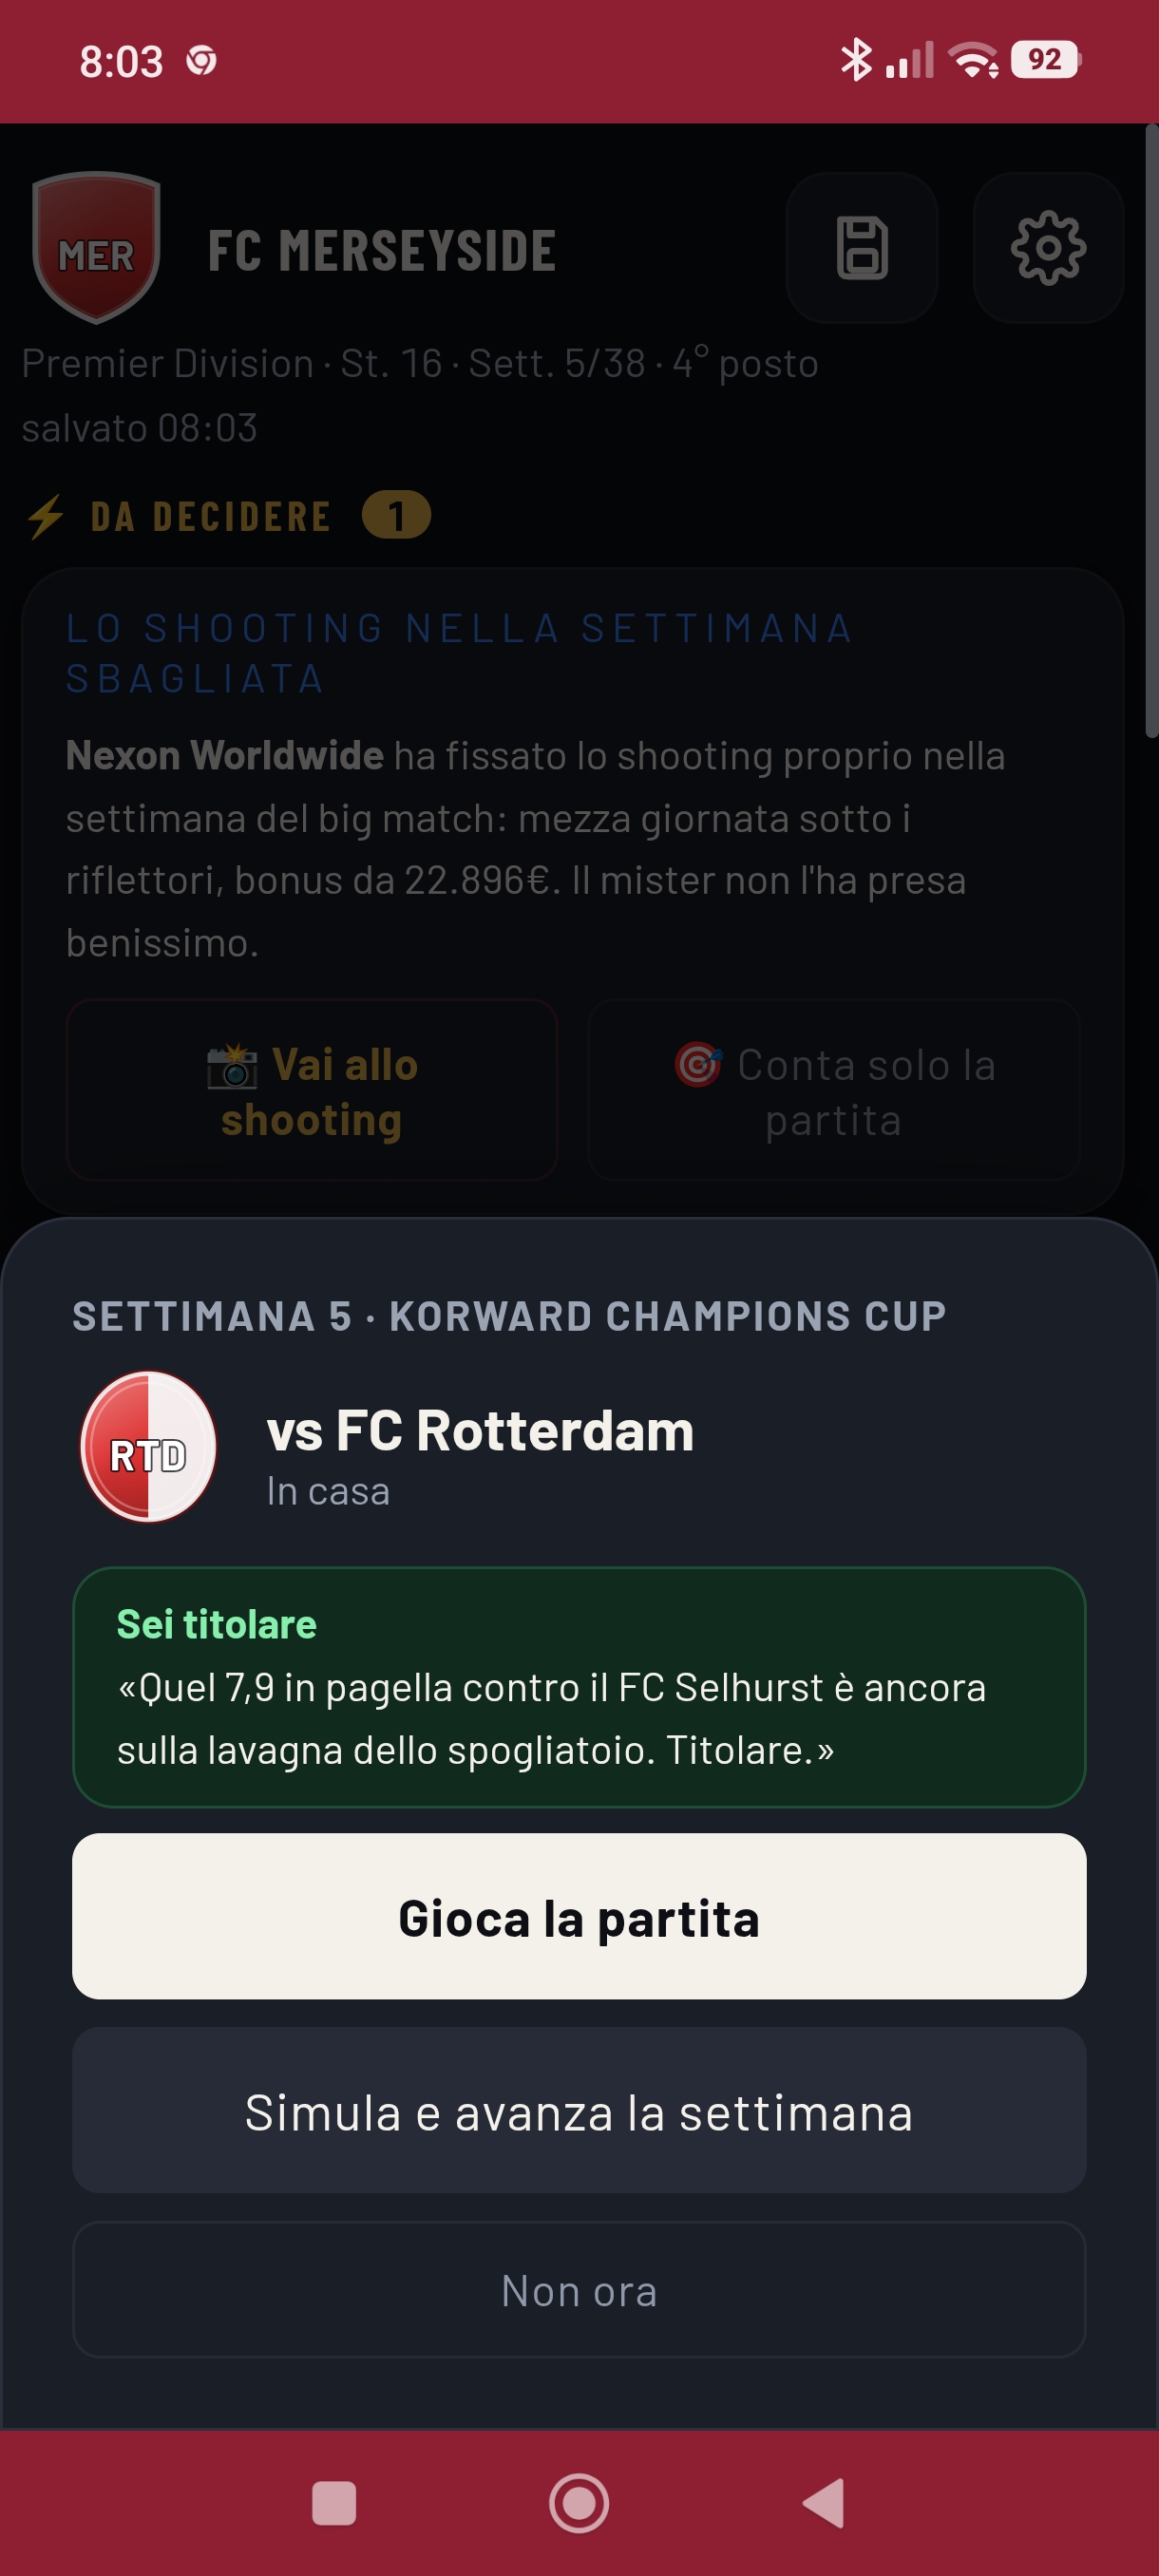 8:03
92
MER
FC MERSEYSIDE
Premier Division · St. 16 · Sett. 5/38 · 4° posto
salvato 08:03
⚡ DA DECIDERE 1
LO SHOOTING NELLA SETTIMANA
SBAGLIATA
Nexon Worldwide ha fissato lo shooting proprio nella
settimana del big match: mezza giornata sotto i
riflettori, bonus da 22.896€. Il mister non l'ha presa
benissimo.
📸 Vai allo
shooting
🎯 Conta solo la
partita
SETTIMANA 5 · KORWARD CHAMPIONS CUP
RTD
vs FC Rotterdam
In casa
Sei titolare
«Quel 7,9 in pagella contro il FC Selhurst è ancora
sulla lavagna dello spogliatoio. Titolare.»
Gioca la partita
Simula e avanza la settimana
Non ora